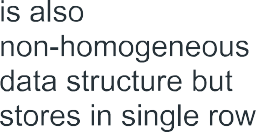 is also
non-homogeneous
data structure but
stores in single row